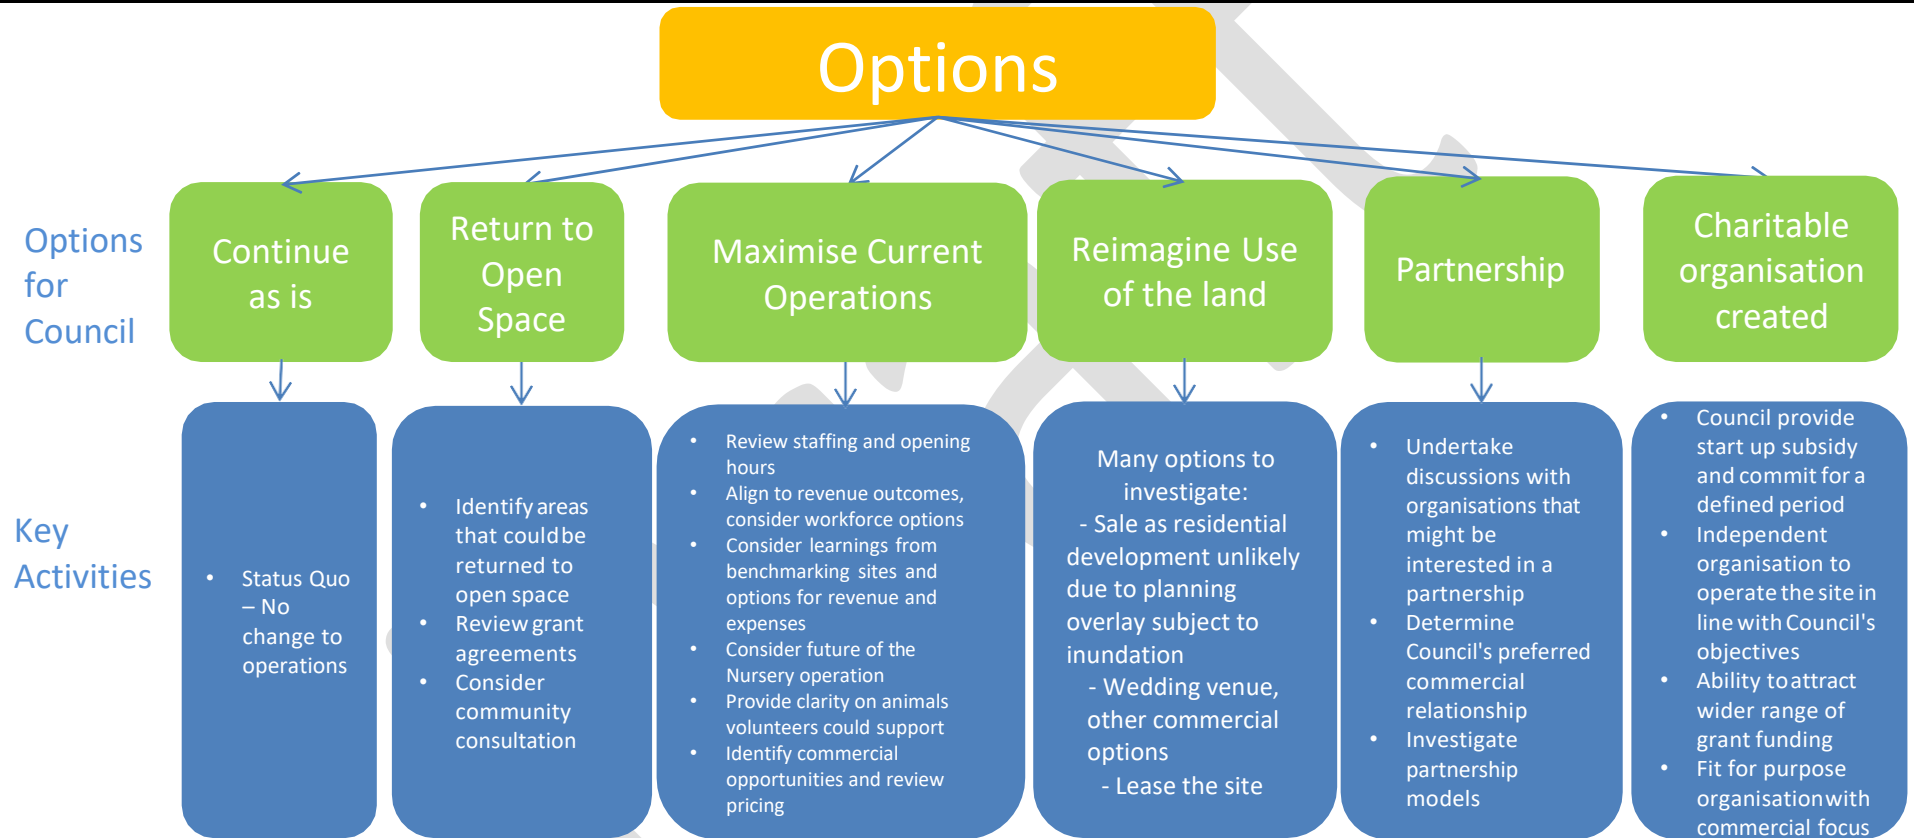 Options
Options
for
Council
Continue
as is
Return to
Open
Space
Maximise Current
Operations
Reimagine Use
of the land
Partnership
Charitable
organisation
created
Key
Activities
• Status Quo
– No
change to
operations
• Identify areas
that could be
returned to
open space
• Review grant
agreements
• Consider
community
consultation
• Review staffing and opening
hours
• Align to revenue outcomes,
consider workforce options
• Consider learnings from
benchmarking sites and
options for revenue and
expenses
• Consider future of the
Nursery operation
• Provide clarity on animals
volunteers could support
• Identify commercial
opportunities and review
pricing
Many options to
investigate:
- Sale as residential
development unlikely
due to planning
overlay subject to
inundation
- Wedding venue,
other commercial
options
- Lease the site
• Undertake
discussions with
organisations that
might be
interested in a
partnership
• Determine
Council's preferred
commercial
relationship
• Investigate
partnership
models
• Council provide
start up subsidy
and commit for a
defined period
• Independent
organisation to
operate the site in
line with Council's
objectives
• Ability to attract
wider range of
grant funding
• Fit for purpose
organisation with
commercial focus